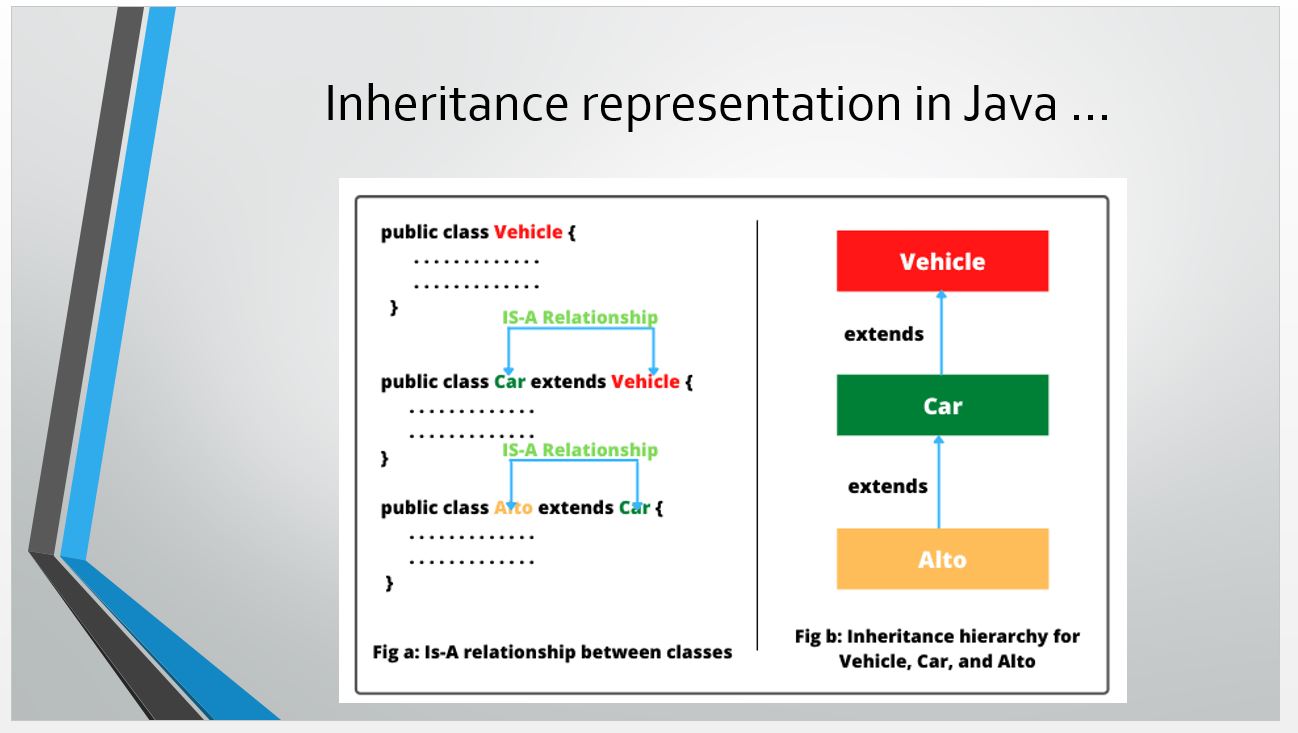 Inheritance representation in Java ...
public class Vehicle {
.............
.............
}
IS-A Relationship
public class Car extends Vehicle {
.............
.............
}
IS-A Relationship
public class Alto extends Car {
.............
.............
}
Fig a: Is-A relationship between classes
Vehicle
extends
Car
extends
Alto
Fig b: Inheritance hierarchy for
Vehicle, Car, and Alto